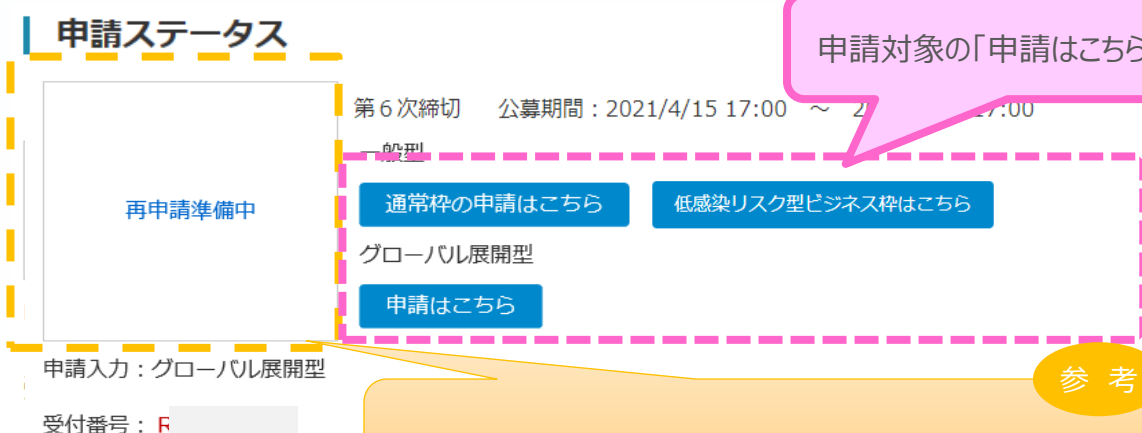 申請ステータス
申請対象の「申請はこちら
第6次締切 公募期間：2021/4/15 17:00 ～ 2 17:00
一般型
再申請準備中
通常枠の申請はこちら 低感染リスク型ビジネス枠はこちら
グローバル展開型
申請はこちら
申請入力：グローバル展開型
参 考
受付番号： R